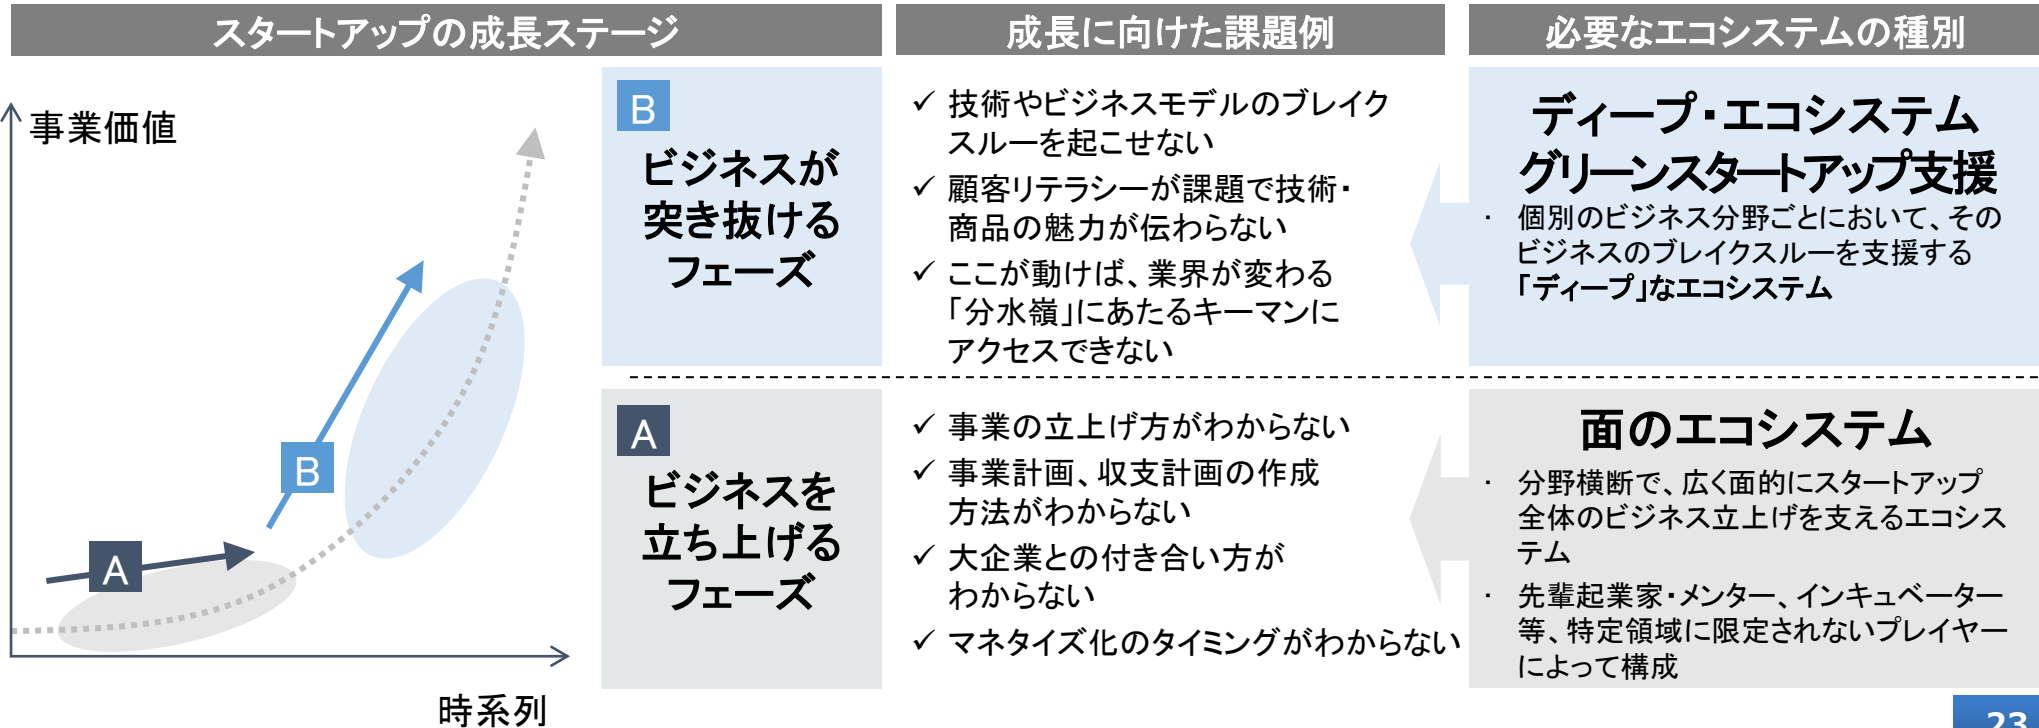 スタートアップの成長ステージ
成長に向けた課題例
必要なエコシステムの種別
事業価値
B
A
時系列
B
ビジネスが
突き抜ける
フェーズ
✓ 技術やビジネスモデルのブレイク
スルーを起こせない
✓ 顧客リテラシーが課題で技術・
商品の魅力が伝わらない
✓ ここが動けば、業界が変わる
「分水嶺」にあたるキーマンに
アクセスできない
ディープ・エコシステム
グリーンスタートアップ支援
・ 個別のビジネス分野ごとにおいて、その
ビジネスのブレイクスルーを支援する
「ディープ」なエコシステム
A
ビジネスを
立ち上げる
フェーズ
✓ 事業の立上げ方がわからない
✓ 事業計画、収支計画の作成
方法がわからない
✓ 大企業との付き合い方が
わからない
✓ マネタイズ化のタイミングがわからない
面のエコシステム
・ 分野横断で、広く面的にスタートアップ
全体のビジネス立上げを支えるエコシス
テム
・ 先輩起業家・メンター、インキュベーター
等、特定領域に限定されないプレイヤー
によって構成
23